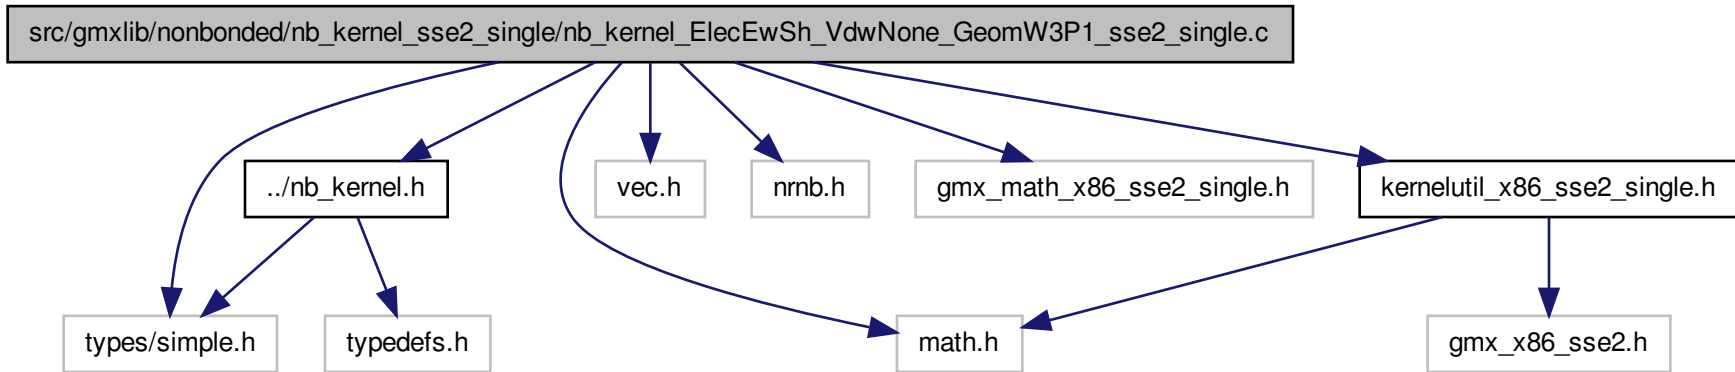 src/gmxlib/nonbonded/nb_kernel_sse2_single/nb_kernel_ElecEwSh_VdwNone_GeomW3P1_sse2_single.c
../nb_kernel.h
vec.h
nrnb.h
gmx_math_x86_sse2_single.h
kernelutil_x86_sse2_single.h
types/simple.h
typedefs.h
math.h
gmx_x86_sse2.h